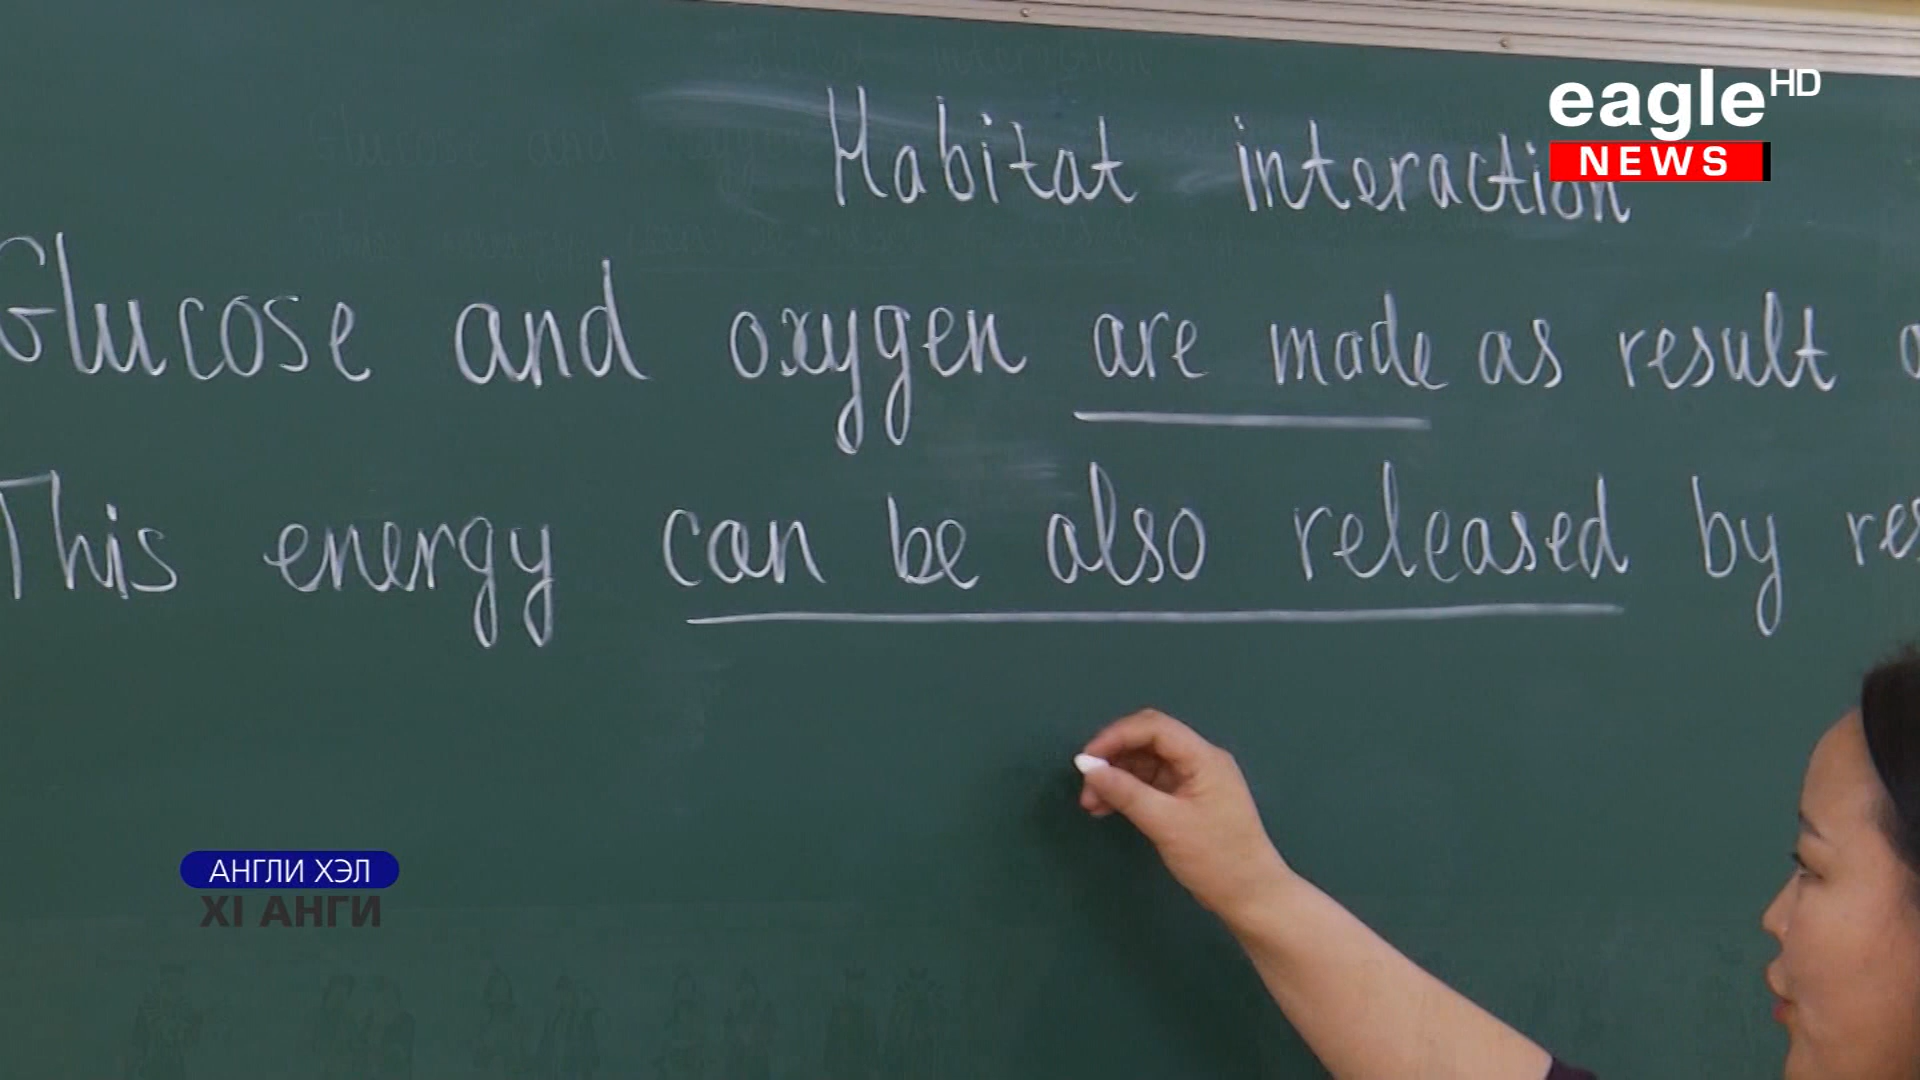 eagle HD
NEWS
Habitat interaction
Glucose and oxygen are made as result
This energy can be also released by
АНГЛИ ХЭЛ
XI АНГИ